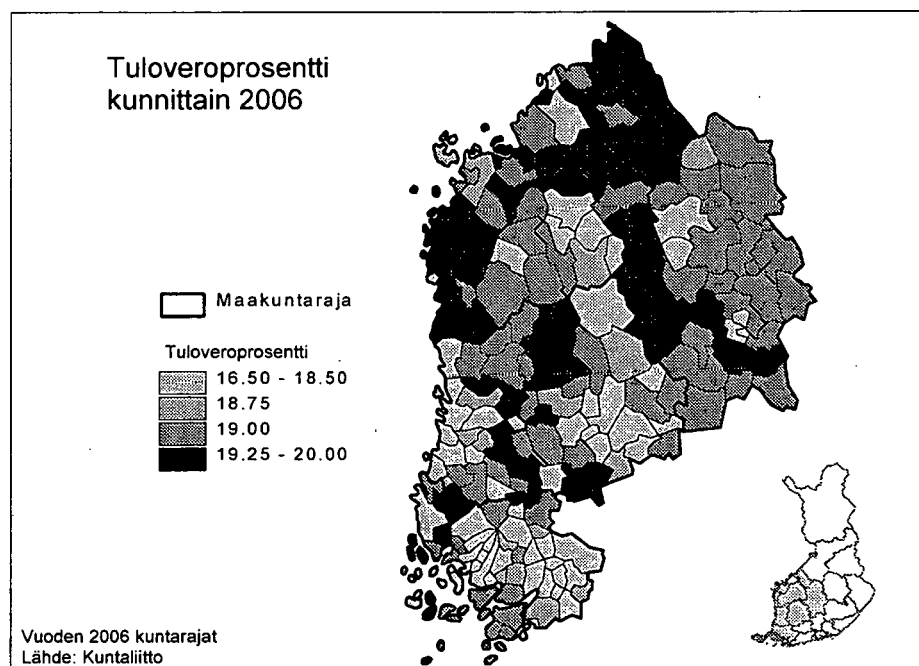 Tuloveroprosentti
kunnittain 2006
Maakuntaraja
Tuloveroprosentti
16.50 - 18.50
18.75
19.00
19.25 - 20.00
Vuoden 2006 kuntarajat
Lähde: Kuntaliitto